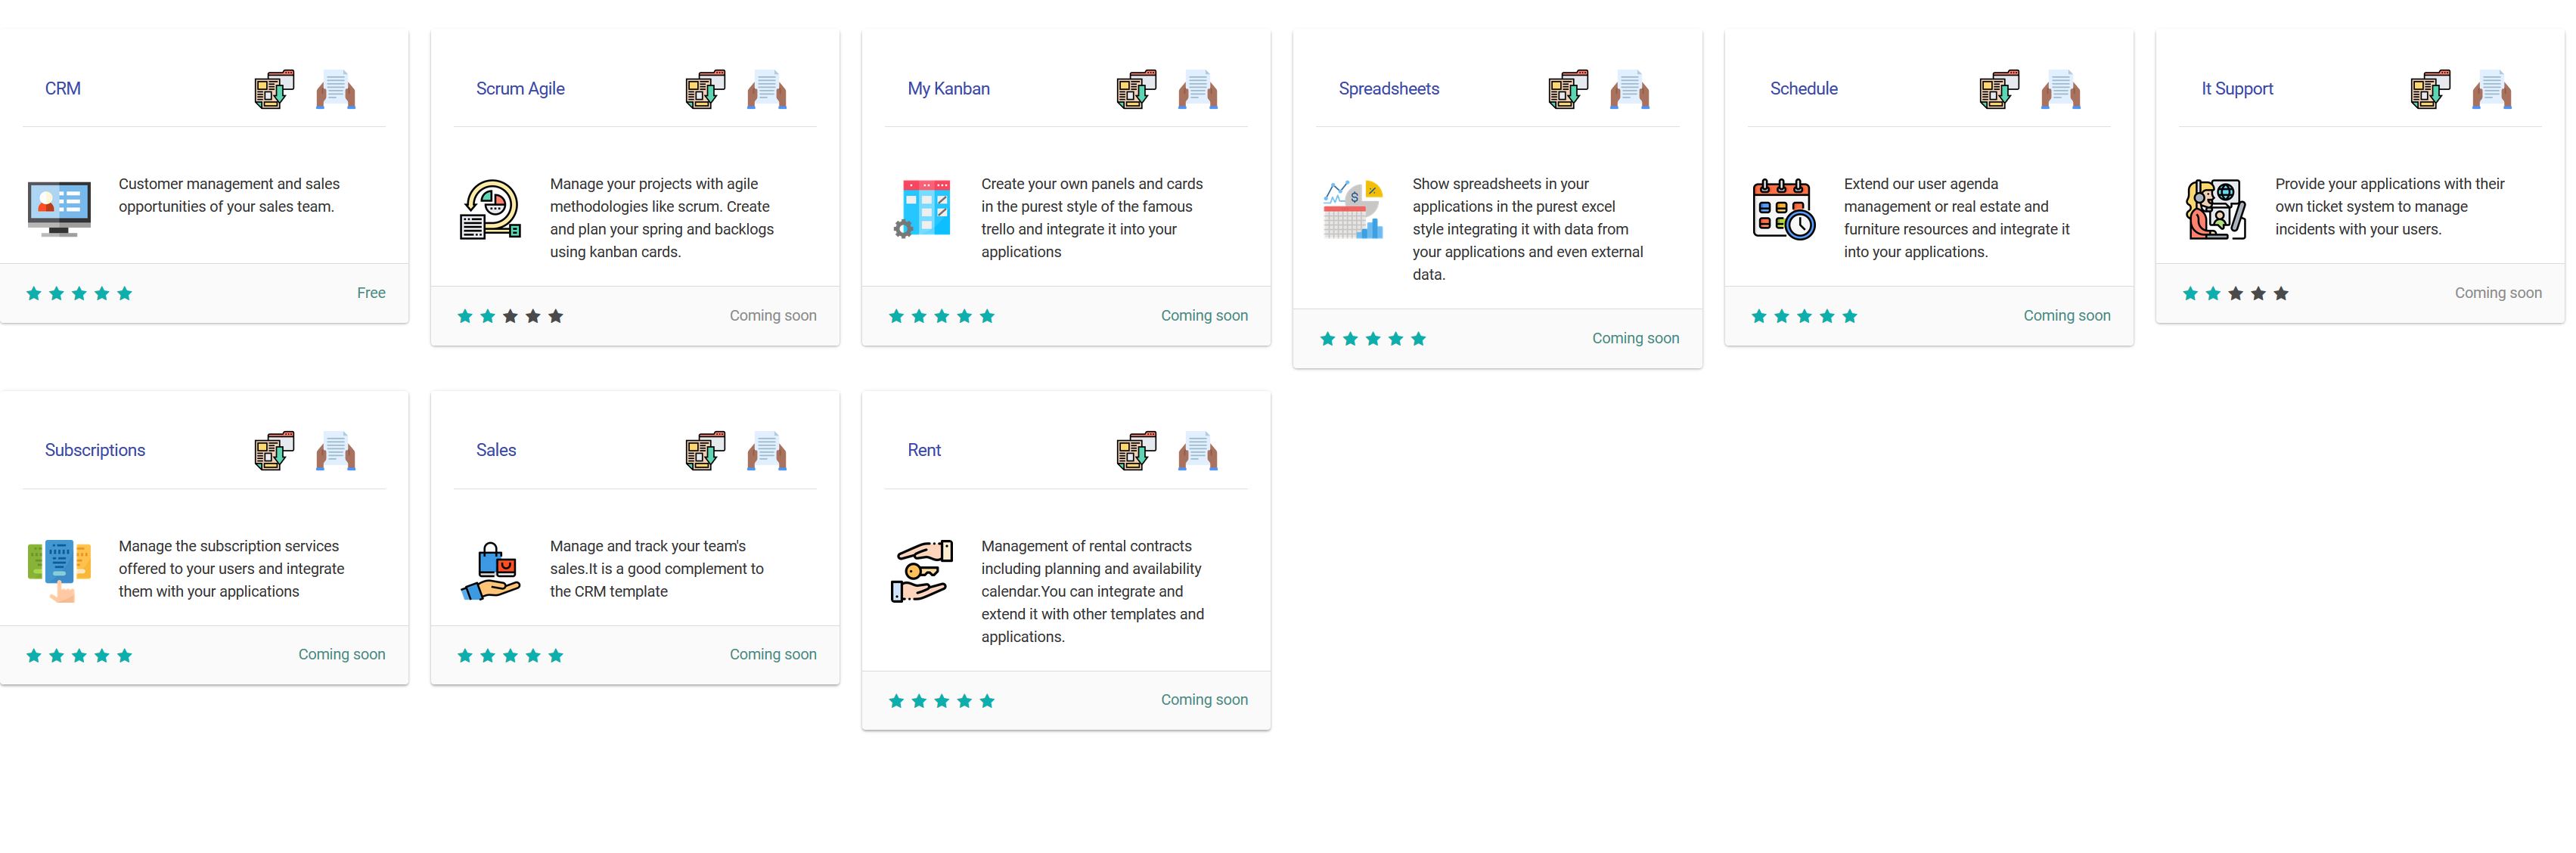 CRM
Customer management and sales
opportunities of your sales team.
Free
Scrum Agile
Manage your projects with agile
methodologies like scrum. Create
and plan your spring and backlogs
using kanban cards.
Coming soon
My Kanban
Create your own panels and cards
in the purest style of the famous
trello and integrate it into your
applications
Coming soon
Spreadsheets
Show spreadsheets in your
applications in the purest excel
style integrating it with data from
your applications and even external
data.
Coming soon
Schedule
Extend our user agenda
management or real estate and
furniture resources and integrate it
into your applications.
Coming soon
It Support
Provide your applications with their
own ticket system to manage
incidents with your users.
Coming soon
Subscriptions
Manage the subscription services
offered to your users and integrate
them with your applications
Coming soon
Sales
Manage and track your team's
sales.It is a good complement to
the CRM template
Coming soon
Rent
Management of rental contracts
including planning and availability
calendar.You can integrate and
extend it with other templates and
applications.
Coming soon